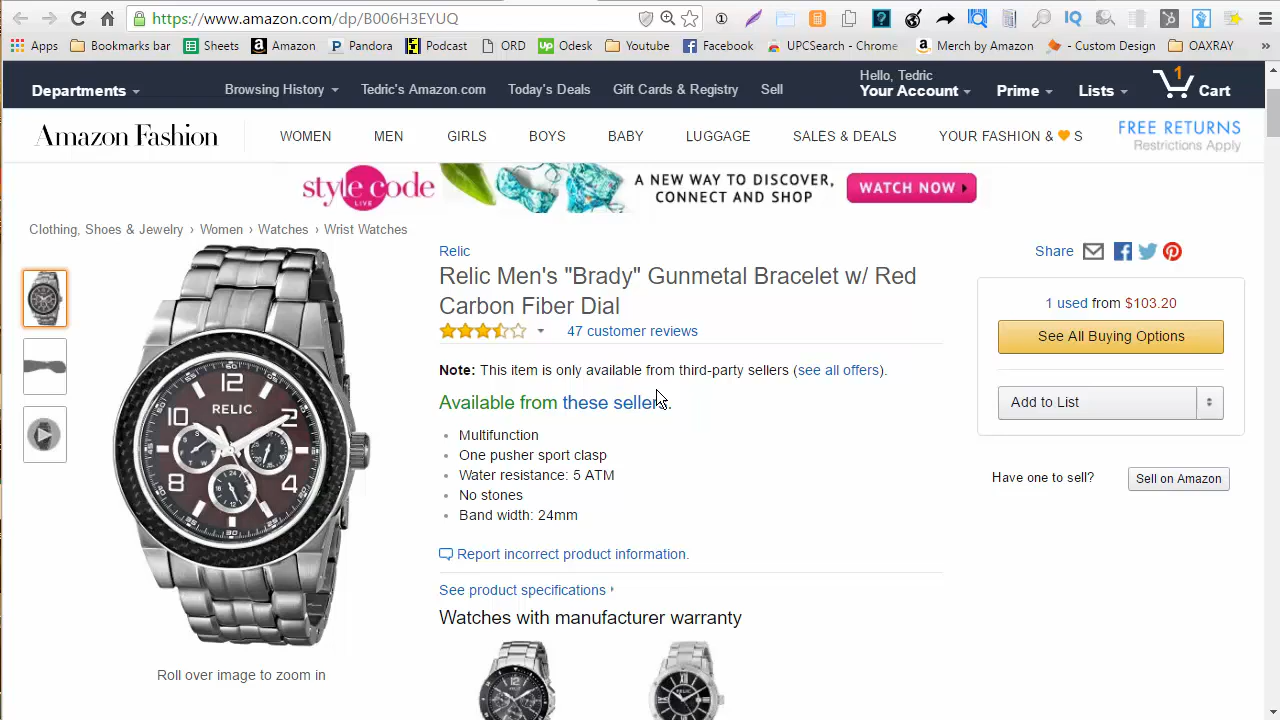 https://www.amazon.com/dp/B006H3EYUQ
Apps Bookmarks bar Sheets Amazon Pandora Podcast ORD Odesk Youtube Facebook UPCSearch: Chrome Merch by Amazon - Custom Design OAXRAY »
Departments Browsing History Tedric's Amazon.com Today's Deals Gift Cards & Registry Sell Hello, Tedric
Your Account Prime Lists 1 Cart
Amazon Fashion WOMEN MEN GIRLS BOYS BABY LUGGAGE SALES & DEALS YOUR FASHION & S FREE RETURNS
Restrictions Apply
style code LIVE A NEW WAY TO DISCOVER,
CONNECT AND SHOP WATCH NOW
Clothing, Shoes & Jewelry › Women › Watches › Wrist Watches
Relic
Relic Men's "Brady" Gunmetal Bracelet w/ Red
Carbon Fiber Dial
47 customer reviews
Note: This item is only available from third-party sellers (see all offers).
Available from these sellers.
Multifunction
One pusher sport clasp
Water resistance: 5 ATM
No stones
Band width: 24mm
Report incorrect product information.
See product specifications
Watches with manufacturer warranty
Share
1 used from $103.20
See All Buying Options
Add to List
Have one to sell? Sell on Amazon
12
RELIC
10 2
8 4
Roll over image to zoom in